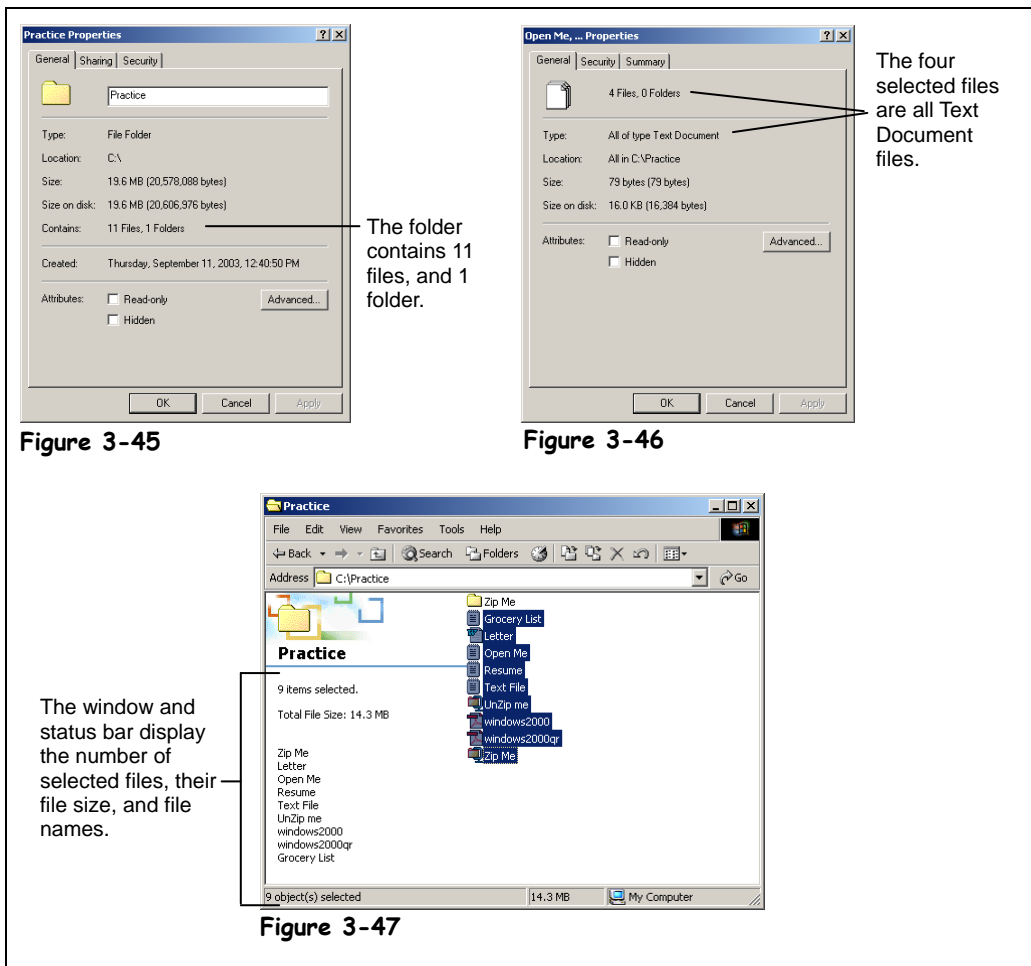 Practice Properties
General Sharing Security
Practice
Type: File Folder
Location: C:\
Size: 19.6 MB (20,578,088 bytes)
Size on disk: 19.6 MB (20,606,976 bytes)
Contains: 11 Files, 1 Folders
Created: Thursday, September 11, 2003, 12:40:50 PM
Attributes: Read-only Advanced...
Hidden
OK Cancel Apply
The folder
contains 11
files, and 1
folder.
Figure 3-45
Open Me, ... Properties
General Security Summary
4 Files, 0 Folders
Type: All of type Text Document
Location: All in C:\Practice
Size: 79 bytes (79 bytes)
Size on disk: 16.0 KB (16,384 bytes)
Attributes: Read-only Advanced...
Hidden
OK Cancel Apply
The four
selected files
are all Text
Document
files.
Figure 3-46
Practice
File Edit View Favorites Tools Help
Back Search Folders
Address C:\Practice Go
Practice
9 items selected.
Total File Size: 14.3 MB
Zip Me
Letter
Open Me
Resume
Text File
UnZip me
windows2000
windows2000qr
Grocery List
Zip Me
Grocery List
Letter
Open Me
Resume
Text File
UnZip me
windows2000
windows2000qr
Zip Me
9 object(s) selected 14.3 MB My Computer
The window and
status bar display
the number of
selected files, their
file size, and file
names.
Figure 3-47